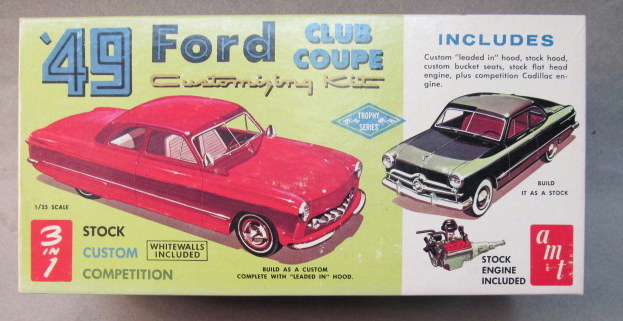 '49 Ford CLUB COUPE
Customizing Kit
TROPHY
SERIES
1/25 SCALE
3 IN 1
STOCK
CUSTOM
COMPETITION
WHITEWALLS
INCLUDED
BUILD AS A CUSTOM
COMPLETE WITH "LEADED IN" HOOD.
INCLUDES
Custom "leaded in" hood, stock hood,
custom bucket seats, stock flat head
engine, plus competition Cadillac en-
gine.
BUILD
IT AS A STOCK
STOCK
ENGINE
INCLUDED
amt